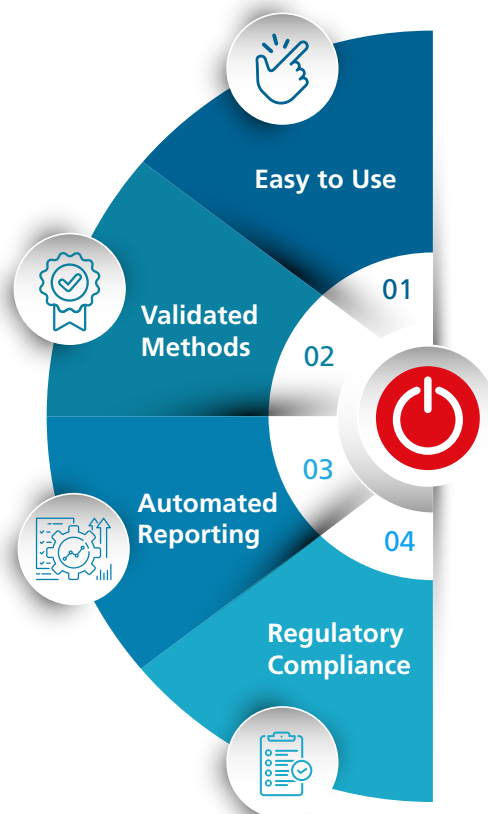 Easy to Use
01
Validated
Methods
02
Automated
Reporting
03
Regulatory
Compliance
04